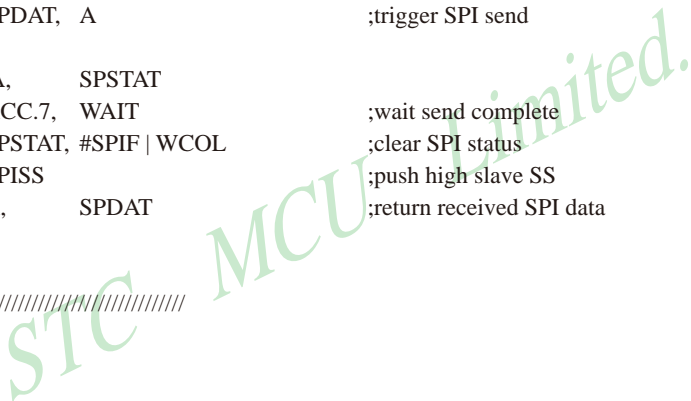 PDAT, A ;trigger SPI send
A, SPSTAT
CC.7, WAIT ;wait send complete
PSTAT, #SPIF | WCOL ;clear SPI status
PISS ;push high slave SS
, SPDAT ;return received SPI data
///////////////////////////
STC MCU Limited.